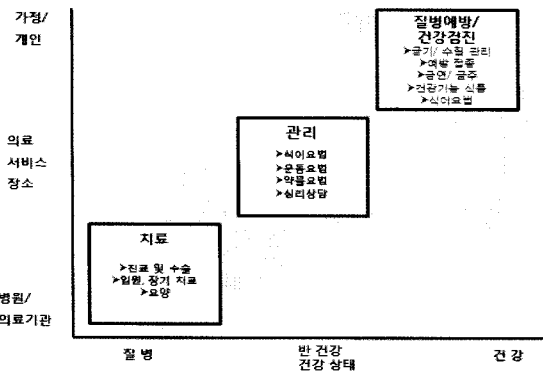 가정/
개인
질병예방/
건강검진
➤금기/ 수칙 관리
➤예방 접종
➤금연/ 금주
➤건강기능 식품
➤식이요법
의료
서비스
장소
관리
➤식이요법
➤운동요법
➤약물요법
➤심리상담
치료
➤진료 및 수술
➤입원, 장기 치료
➤요양
병원/
의료기관
질 병
반 건강
건강 상태
건 강